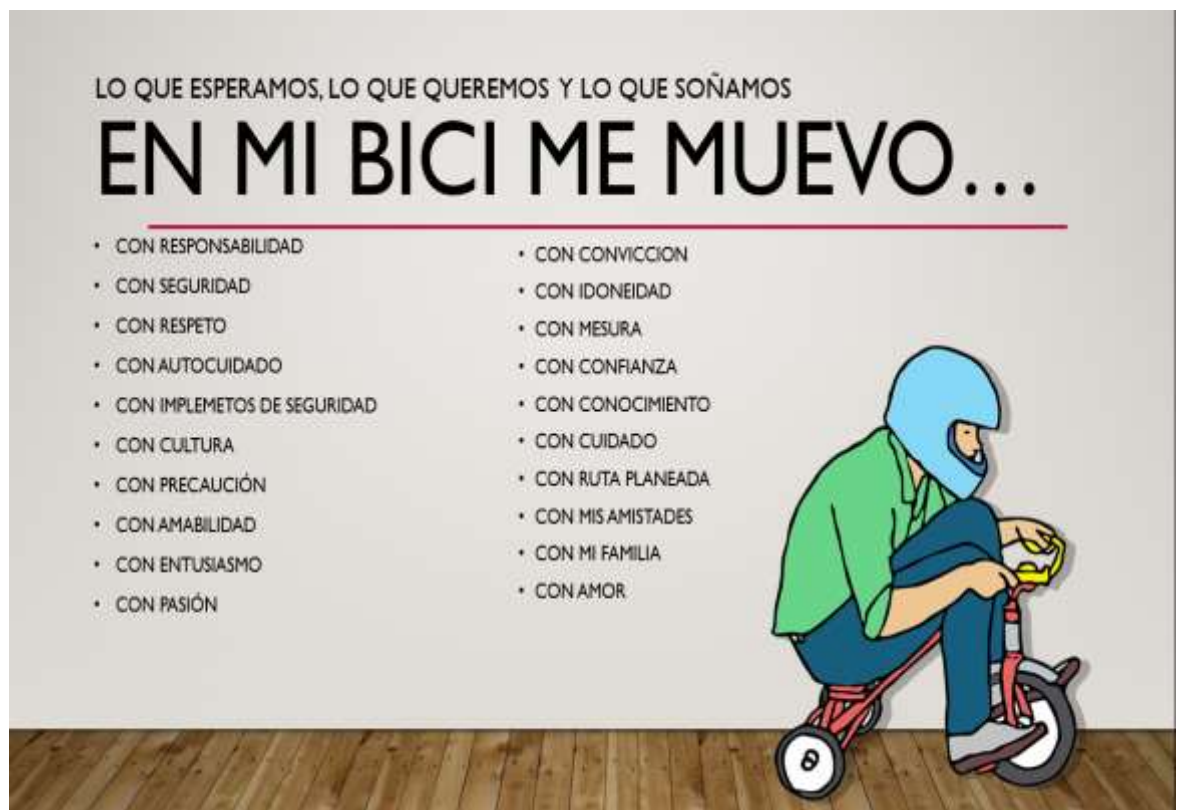 LO QUE ESPERAMOS, LO QUE QUEREMOS Y LO QUE SOÑAMOS
EN MI BICI ME MUEVO...
• CON RESPONSABILIDAD
• CON SEGURIDAD
• CON RESPETO
• CON AUTOCUIDADO
• CON IMPLEMETOS DE SEGURIDAD
• CON CULTURA
• CON PRECAUCIÓN
• CON AMABILIDAD
• CON ENTUSIASMO
• CON PASIÓN
• CON CONVICCION
• CON IDONEIDAD
• CON MESURA
• CON CONFIANZA
• CON CONOCIMIENTO
• CON CUIDADO
• CON RUTA PLANEADA
• CON MIS AMISTADES
• CON MI FAMILIA
• CON AMOR